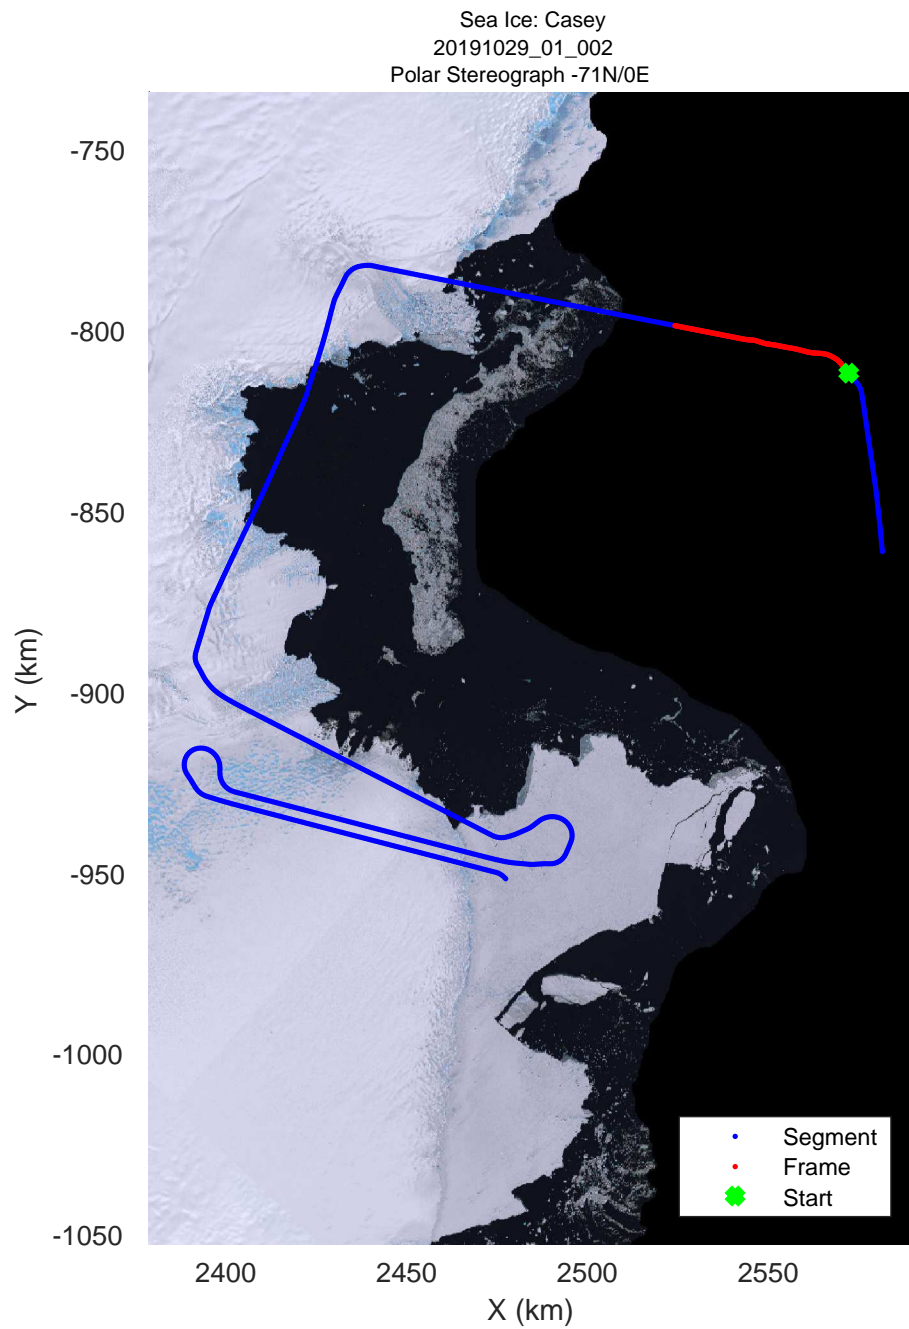 Sea Ice: Casey
20191029_01_002
Polar Stereograph -71N/0E
-750
-800
-850
-900
-950
-1000
-1050
Y (km)
2400
2450
2500
2550
X (km)
Segment
Frame
Start